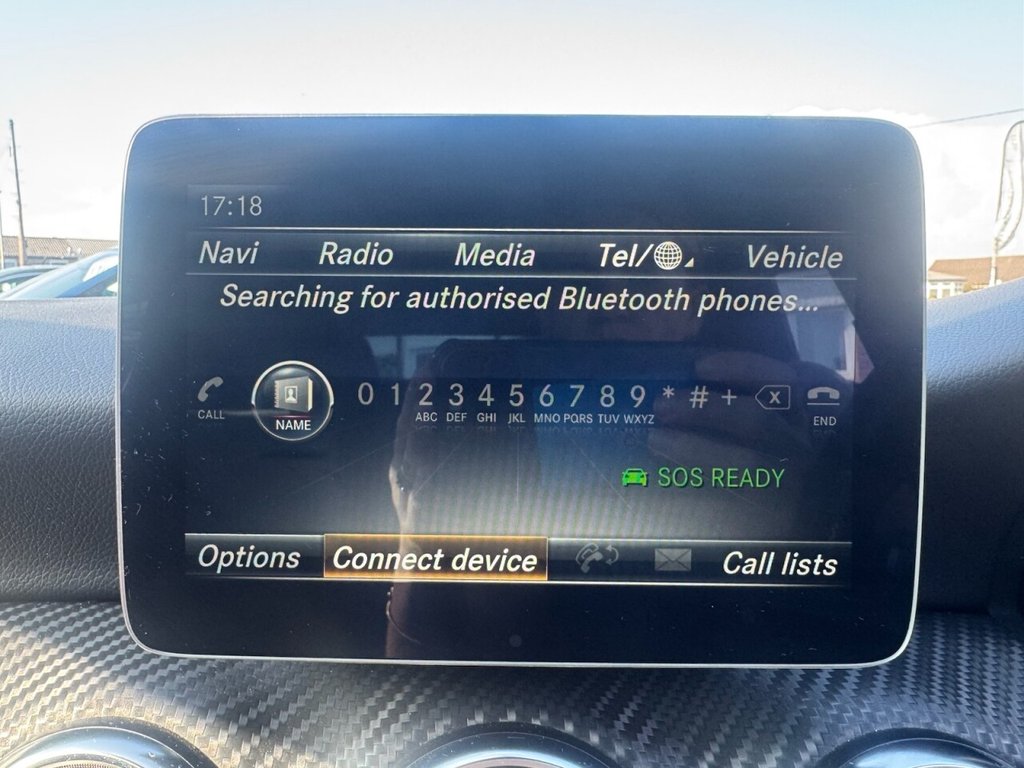 17:18
Navi Radio Media Tel/ Vehicle
Searching for authorised Bluetooth phones...
0 1 2 3 4 5 6 7 8 9 * # + X
CALL NAME ABC DEF GHI JKL MNO PQRS TUV WXYZ END
SOS READY
Options Connect device Call lists